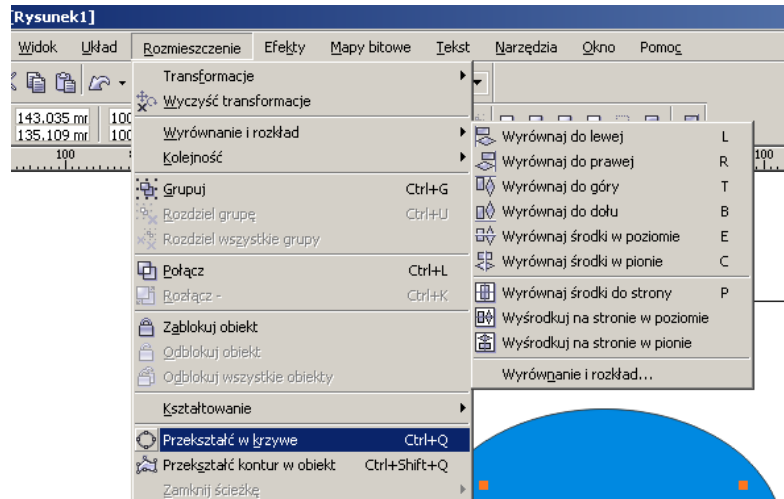 [Rysunek1]
Widok Układ Rozmieszczenie Efekty Mapy bitowe Tekst Narzędzia Okno Pomoc
Transformacje
Wyczyść transformacje
143,035 mm 100
135,109 mm 100
Wyrównanie i rozkład
Kolejność
100 100
Wyrównaj do lewej L
Wyrównaj do prawej R
Wyrównaj do góry T
Wyrównaj do dołu B
Wyrównaj środki w poziomie E
Wyrównaj środki w pionie C
Wyrównaj środki do strony P
Wyśrodkuj na stronie w poziomie
Wyśrodkuj na stronie w pionie
Wyrównanie i rozkład...
Grupuj Ctrl+G
Rozdziel grupę Ctrl+U
Rozdziel wszystkie grupy
Połącz Ctrl+L
Rozłącz - Ctrl+K
Zablokuj obiekt
Odblokuj obiekt
Odblokuj wszystkie obiekty
Kształtowanie
Przekształć w krzywe Ctrl+Q
Przekształć kontur w obiekt Ctrl+Shift+Q
Zamknij ścieżkę